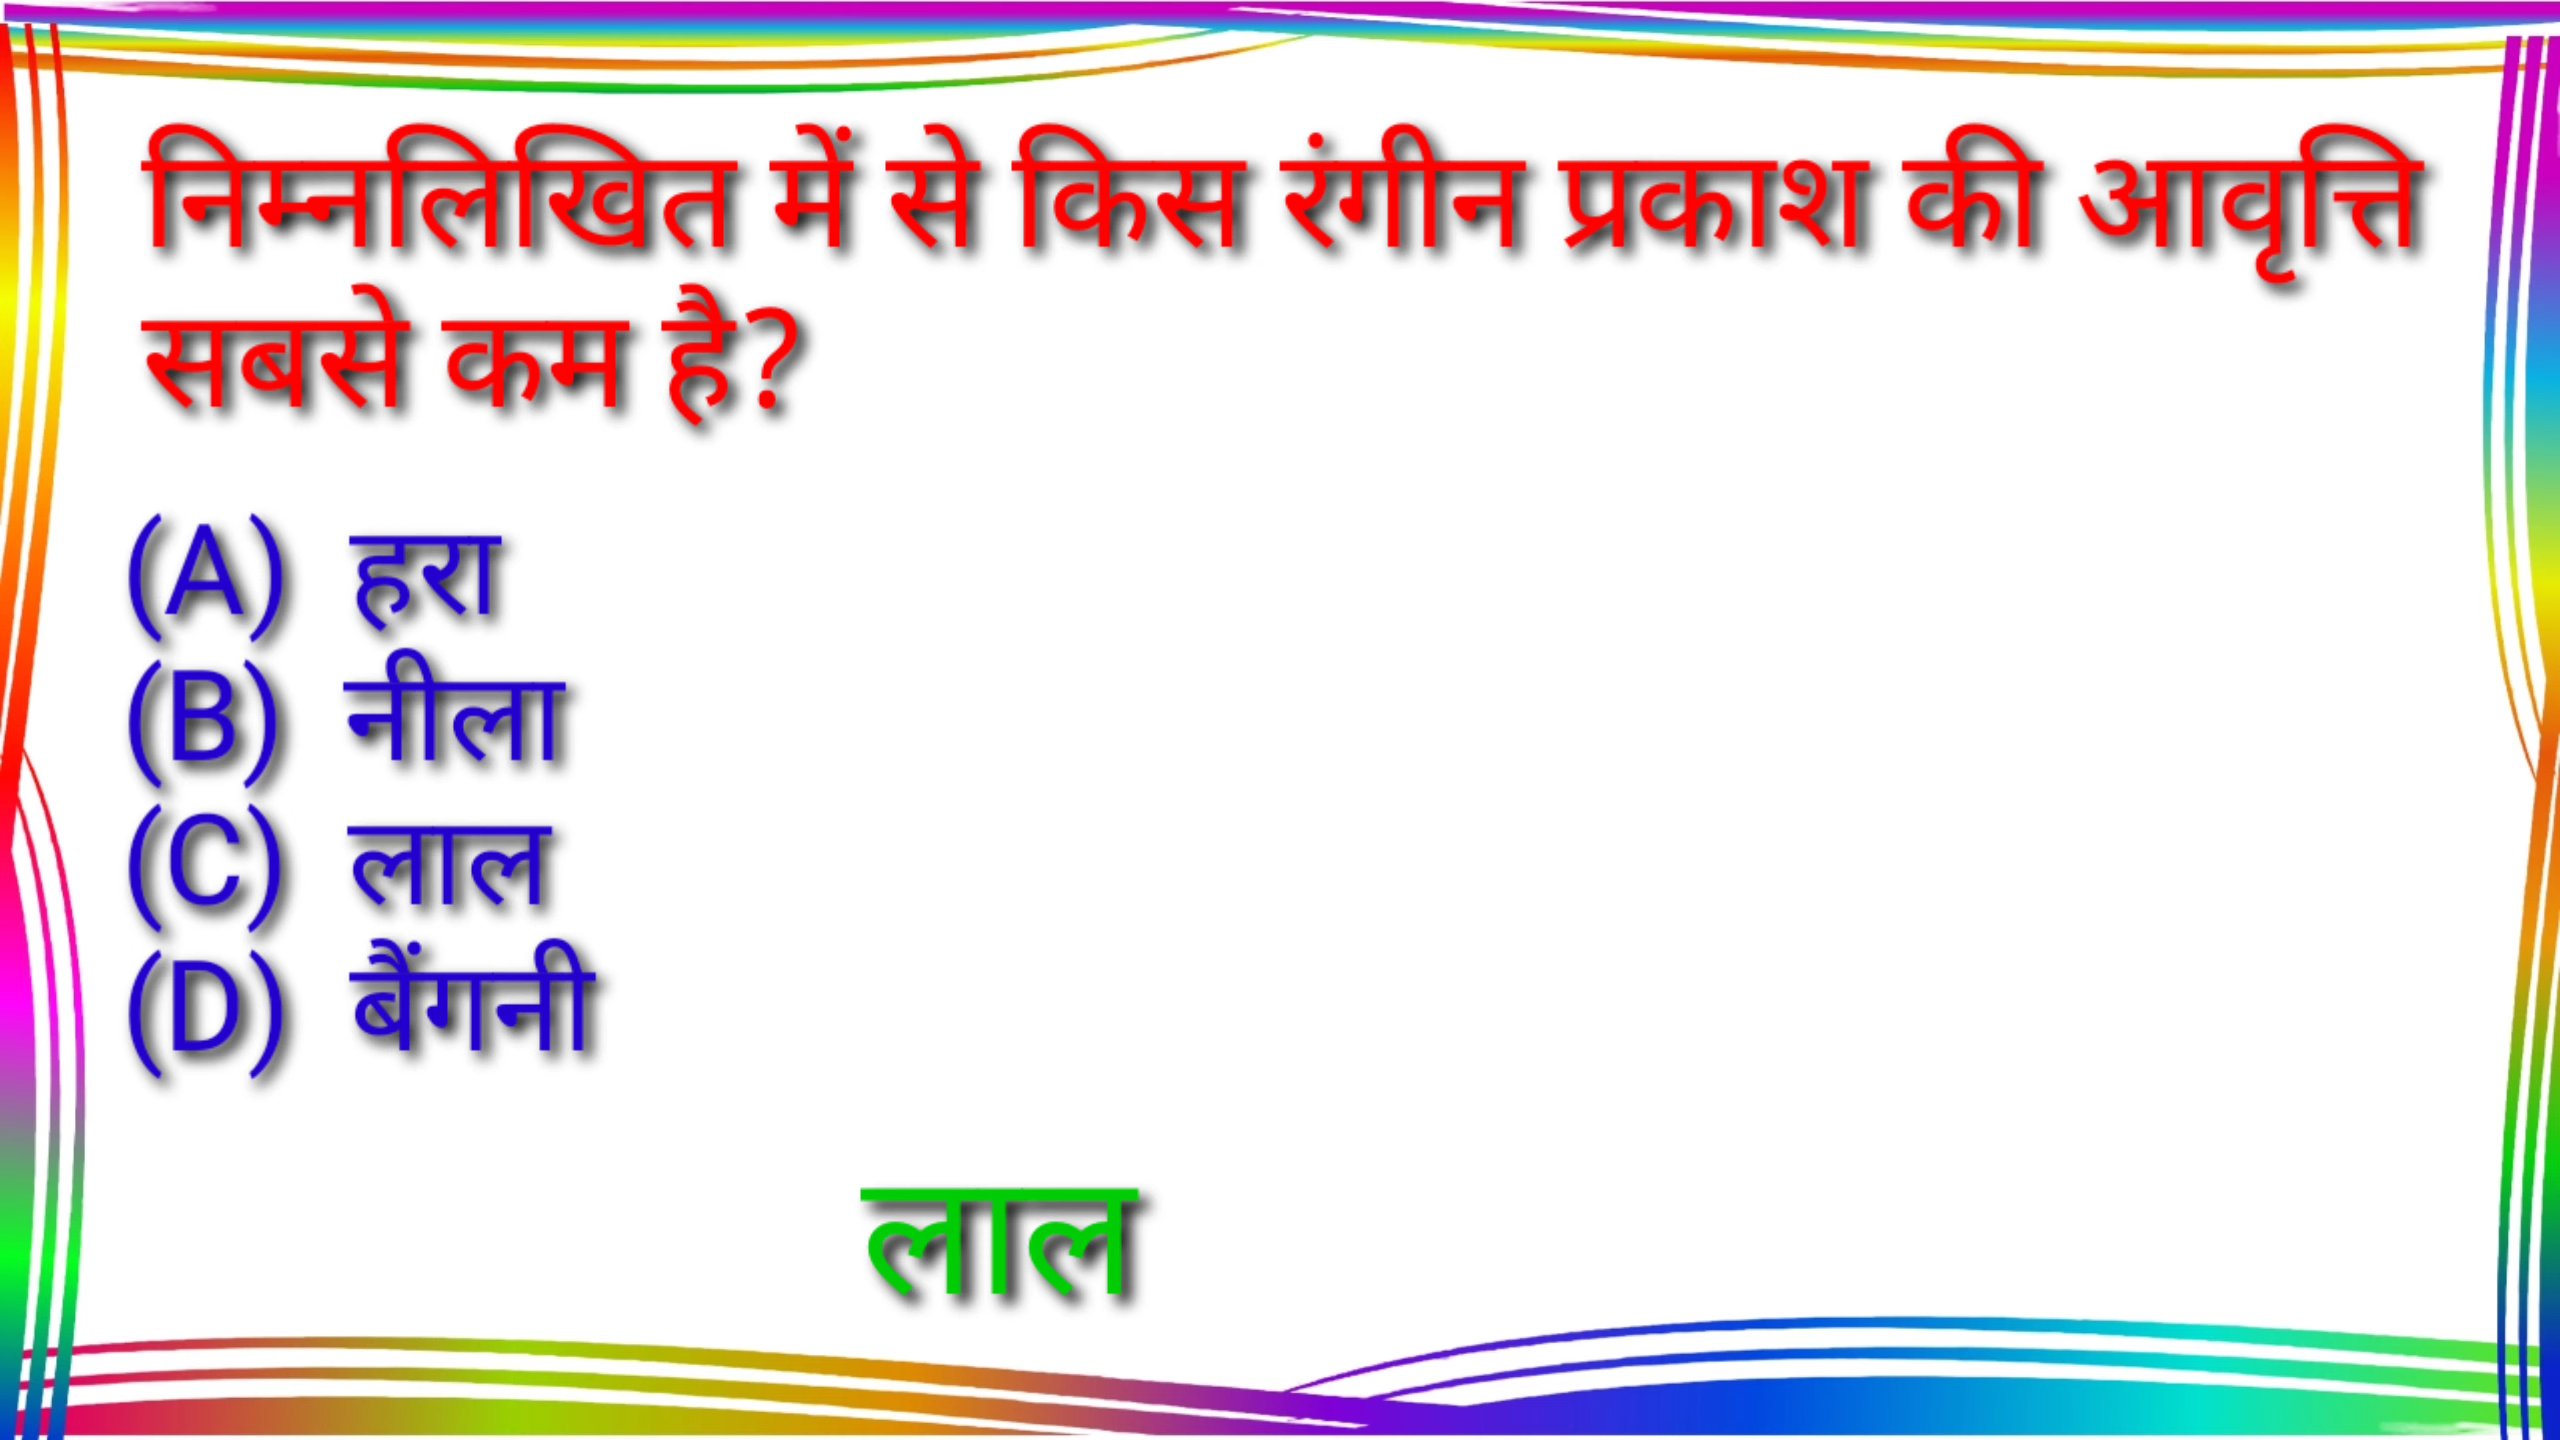 निम्नलिखित में से किस रंगीन प्रकाश की आवृत्ति
सबसे कम है?
(A) हरा
(B) नीला
(C) लाल
(D) बैंगनी
लाल